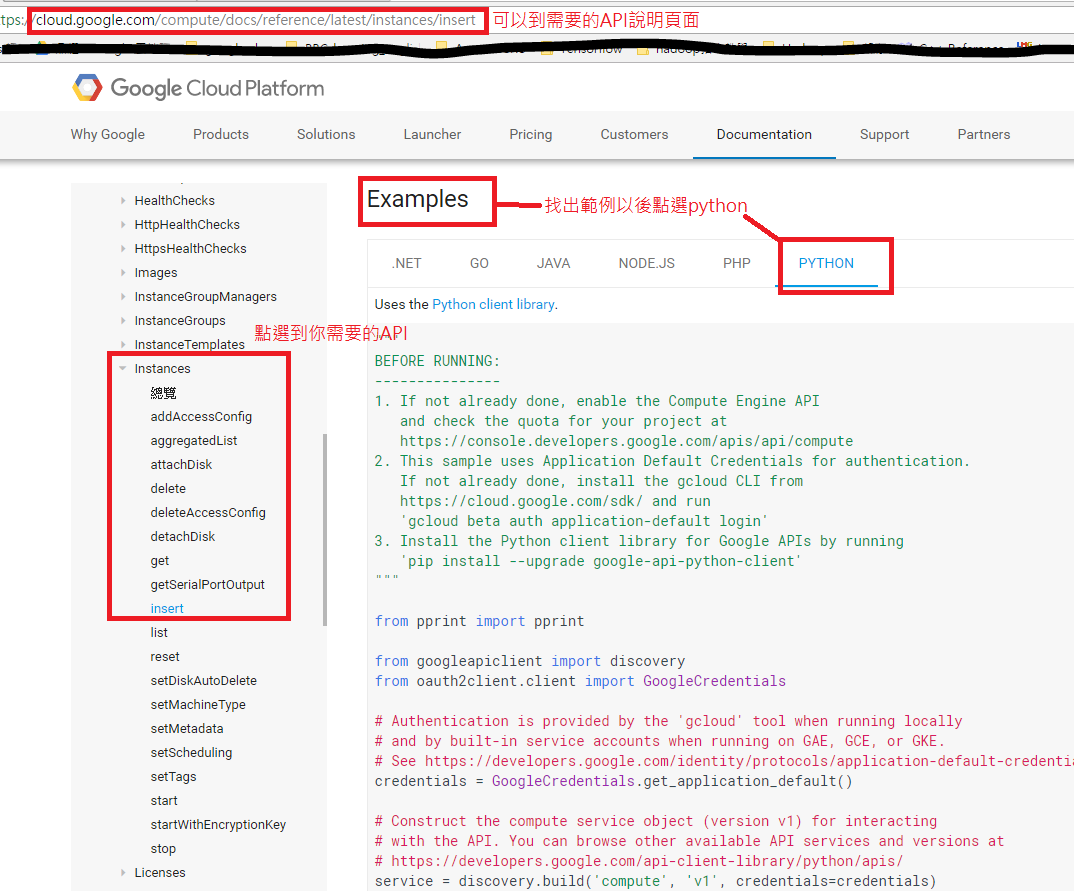 tps://cloud.google.com/compute/docs/reference/latest/instances/insert 可以到需要的API說明頁面
Google Cloud Platform
Why Google Products Solutions Launcher Pricing Customers Documentation Support Partners
HealthChecks
HttpHealthChecks
HttpsHealthChecks
Images
InstanceGroupManagers
InstanceGroups
InstanceTemplates
點選到你需要的API
Instances
總覽
addAccessConfig
aggregatedList
attachDisk
delete
deleteAccessConfig
detachDisk
get
getSerialPortOutput
insert
list
reset
setDiskAutoDelete
setMachineType
setMetadata
setScheduling
setTags
start
startWithEncryptionKey
stop
Licenses
Examples 找出範例以後點選python
.NET GO JAVA NODE.JS PHP PYTHON
Uses the Python client library.
BEFORE RUNNING:
---------------
1. If not already done, enable the Compute Engine API
and check the quota for your project at
https://console.developers.google.com/apis/api/compute
2. This sample uses Application Default Credentials for authentication.
If not already done, install the gcloud CLI from
https://cloud.google.com/sdk/ and run
'gcloud beta auth application-default login'
3. Install the Python client library for Google APIs by running
'pip install --upgrade google-api-python-client'
"""
from pprint import pprint
from googleapiclient import discovery
from oauth2client.client import GoogleCredentials
# Authentication is provided by the 'gcloud' tool when running locally
# and by built-in service accounts when running on GAE, GCE, or GKE.
# See https://developers.google.com/identity/protocols/application-default-credentia
credentials = GoogleCredentials.get_application_default()
# Construct the compute service object (version v1) for interacting
# with the API. You can browse other available API services and versions at
# https://developers.google.com/api-client-library/python/apis/
service = discovery.build('compute', 'v1', credentials=credentials)